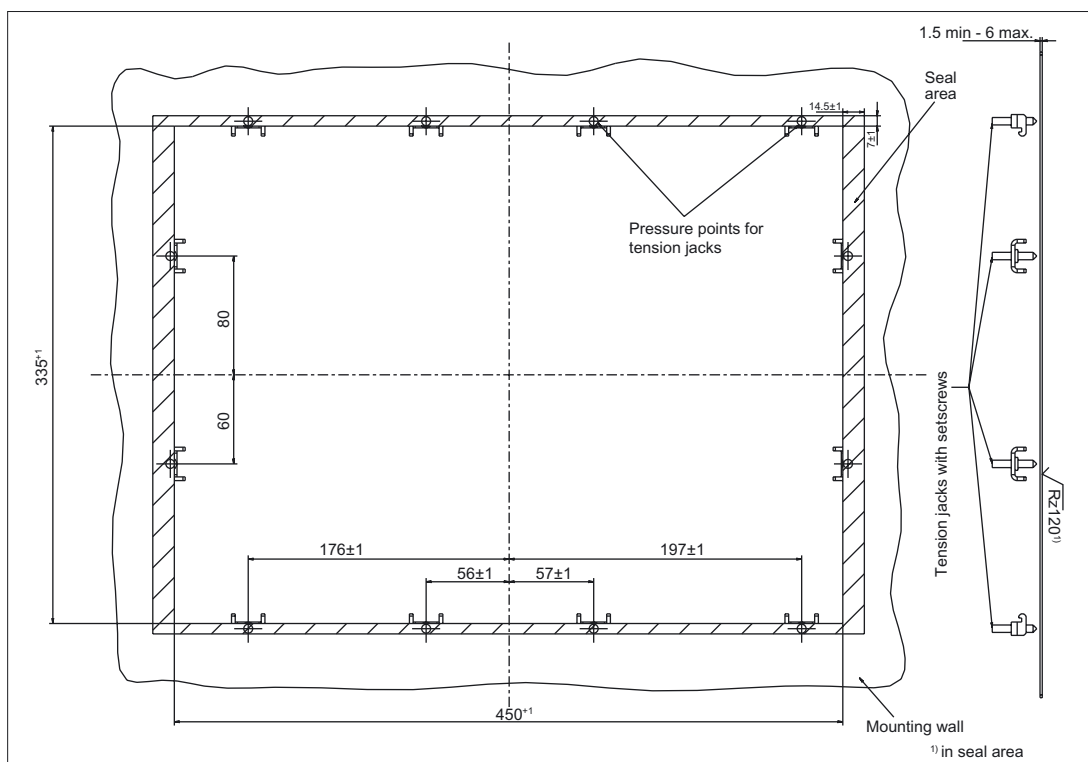 1.5 min - 6 max.
Seal
area
14.5±1
7±1
Pressure points for
tension jacks
80
335⁺¹
60
Tension jacks with setscrews
Rz120¹⁾
176±1
197±1
56±1
57±1
450⁺¹
Mounting wall
¹⁾ in seal area